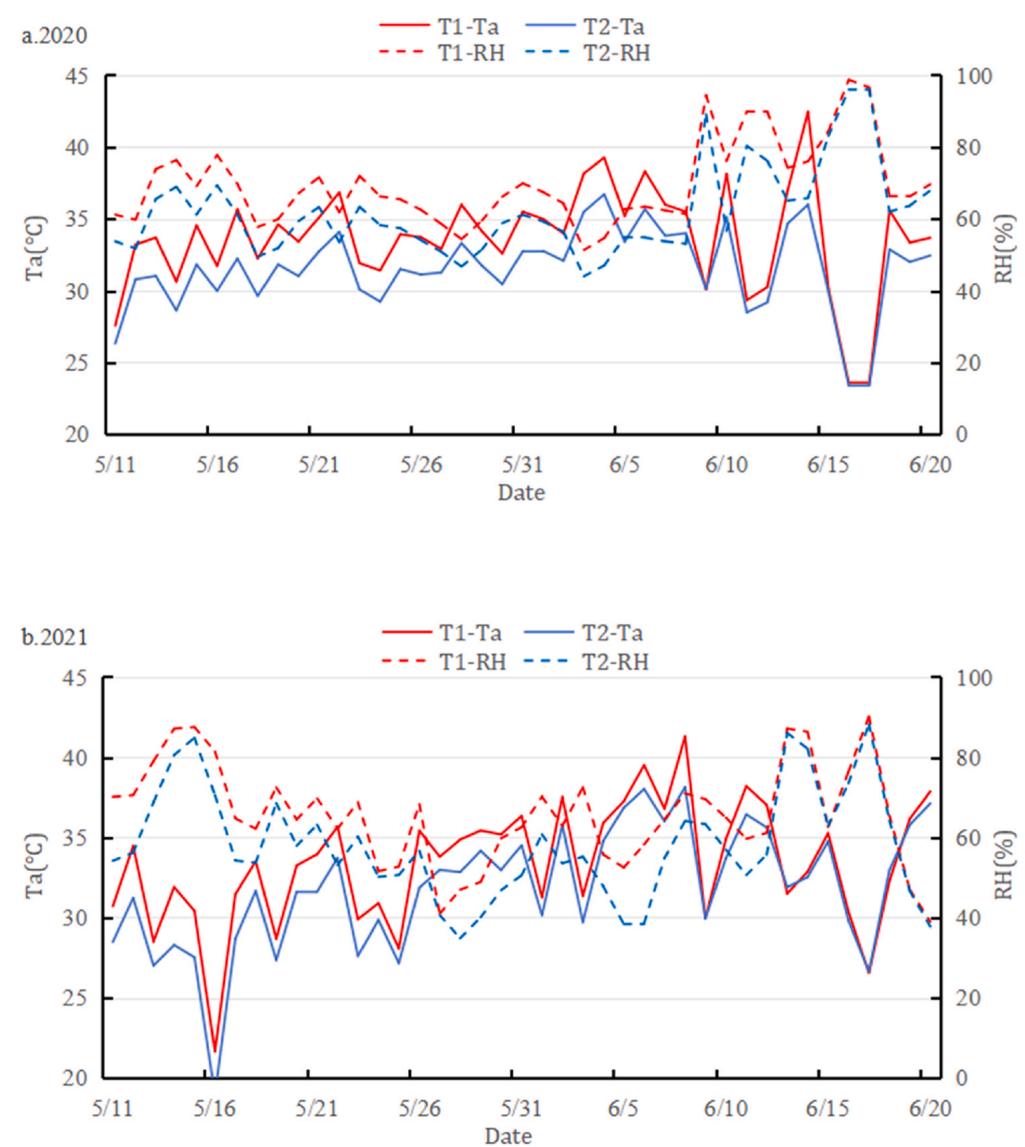 a.2020
T1-Ta T2-Ta
T1-RH T2-RH
45 100
40 80
35 60
30 40
25 20
20 0
Ta(℃)
RH(%)
5/11 5/16 5/21 5/26 5/31 6/5 6/10 6/15 6/20
Date
b.2021
T1-Ta T2-Ta
T1-RH T2-RH
45 100
40 80
35 60
30 40
25 20
20 0
Ta(℃)
RH(%)
5/11 5/16 5/21 5/26 5/31 6/5 6/10 6/15 6/20
Date